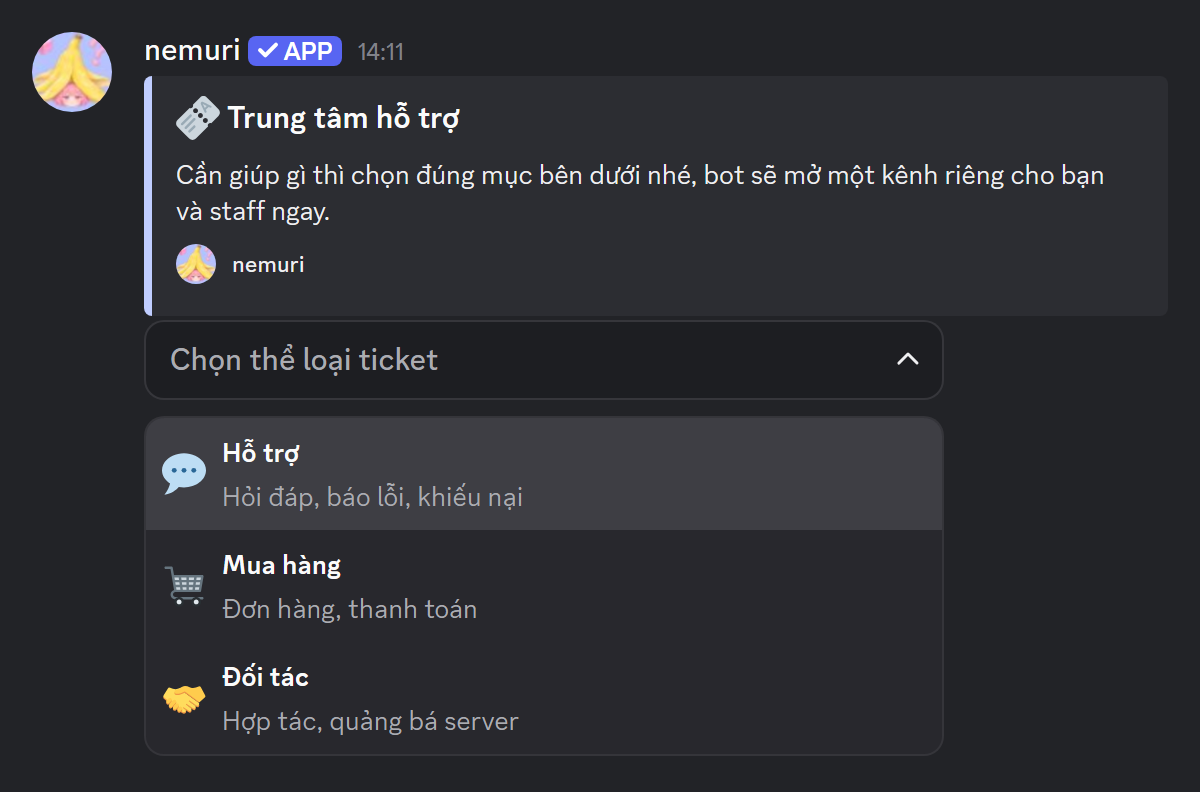 nemuri APP 14:11
Trung tâm hỗ trợ
Cần giúp gì thì chọn đúng mục bên dưới nhé, bot sẽ mở một kênh riêng cho bạn
và staff ngay.
nemuri
Chọn thể loại ticket
Hỗ trợ
Hỏi đáp, báo lỗi, khiếu nại
Mua hàng
Đơn hàng, thanh toán
Đối tác
Hợp tác, quảng bá server